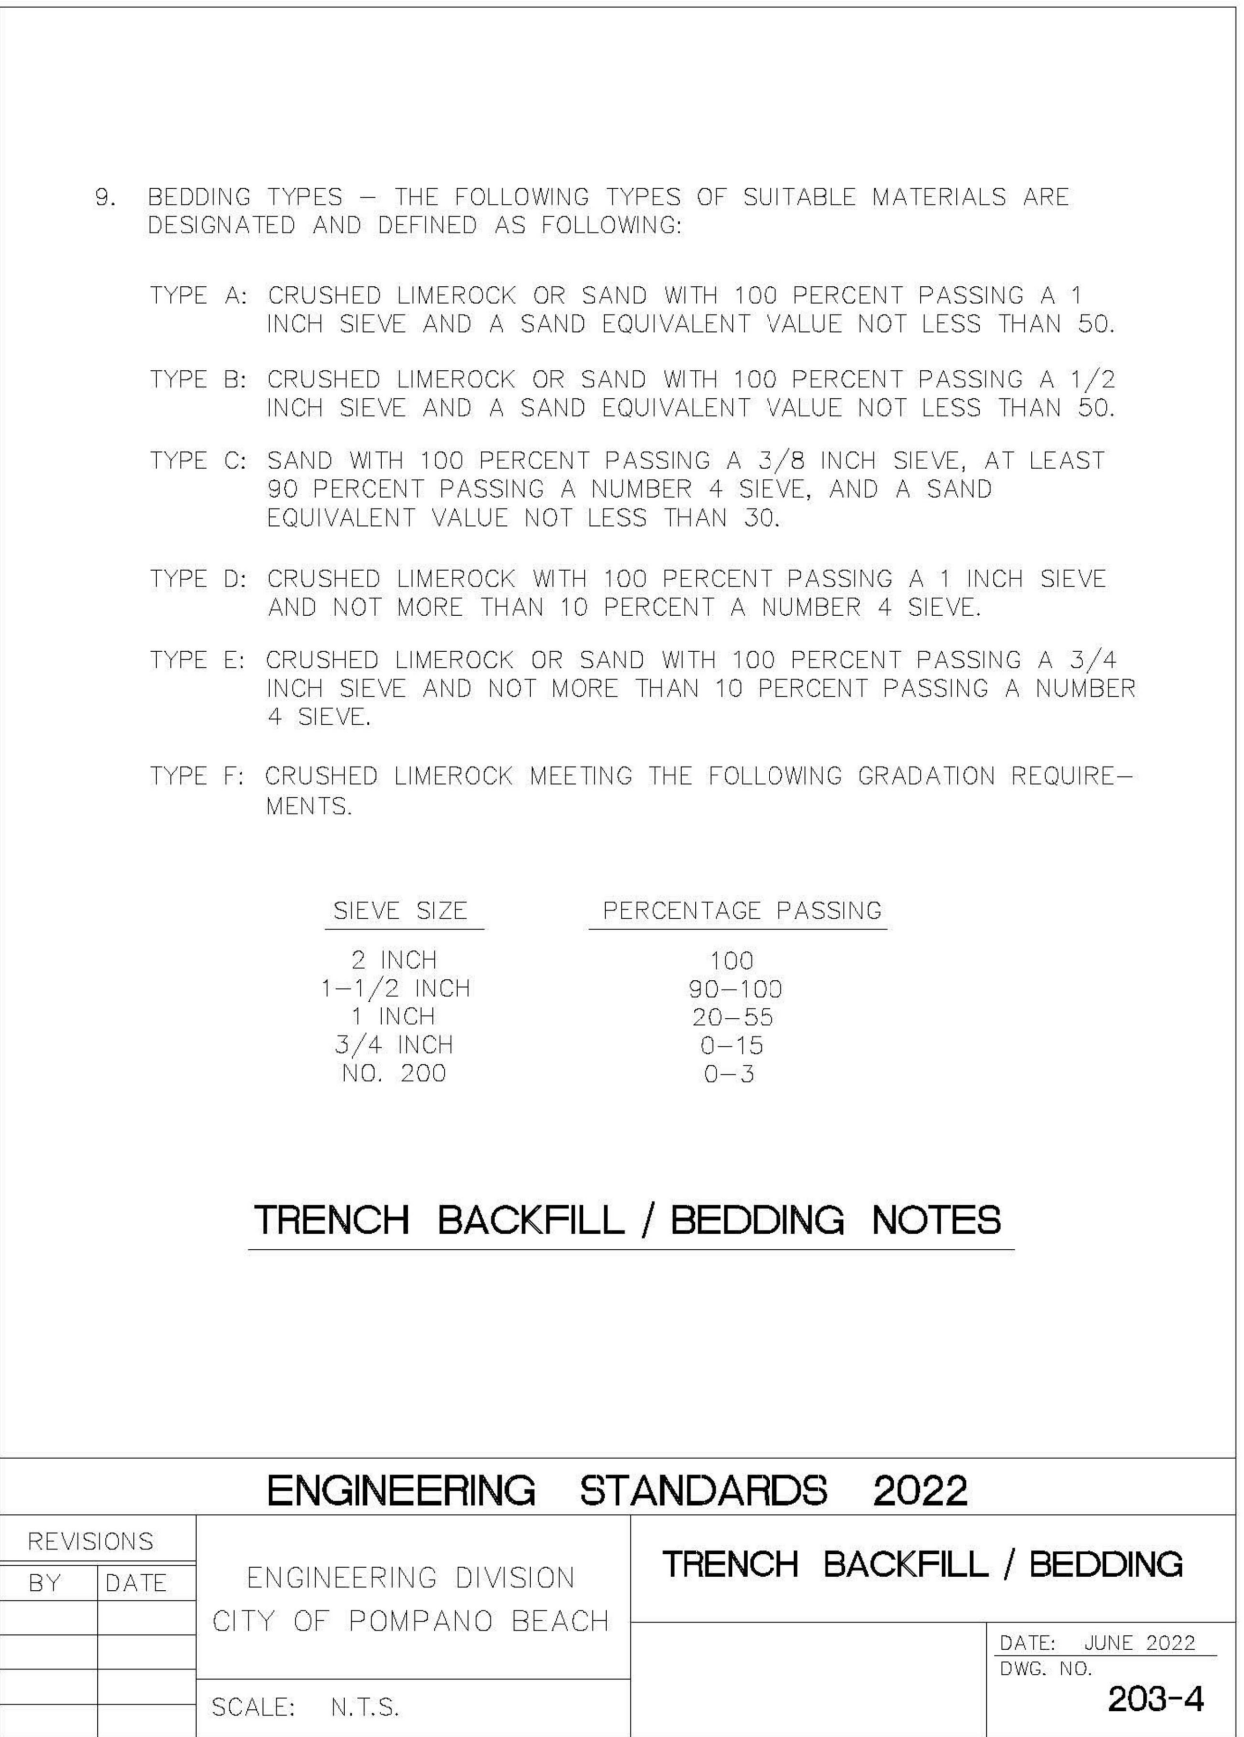 9. BEDDING TYPES – THE FOLLOWING TYPES OF SUITABLE MATERIALS ARE
DESIGNATED AND DEFINED AS FOLLOWING:
TYPE A: CRUSHED LIMEROCK OR SAND WITH 100 PERCENT PASSING A 1
INCH SIEVE AND A SAND EQUIVALENT VALUE NOT LESS THAN 50.
TYPE B: CRUSHED LIMEROCK OR SAND WITH 100 PERCENT PASSING A 1/2
INCH SIEVE AND A SAND EQUIVALENT VALUE NOT LESS THAN 50.
TYPE C: SAND WITH 100 PERCENT PASSING A 3/8 INCH SIEVE, AT LEAST
90 PERCENT PASSING A NUMBER 4 SIEVE, AND A SAND
EQUIVALENT VALUE NOT LESS THAN 30.
TYPE D: CRUSHED LIMEROCK WITH 100 PERCENT PASSING A 1 INCH SIEVE
AND NOT MORE THAN 10 PERCENT A NUMBER 4 SIEVE.
TYPE E: CRUSHED LIMEROCK OR SAND WITH 100 PERCENT PASSING A 3/4
INCH SIEVE AND NOT MORE THAN 10 PERCENT PASSING A NUMBER
4 SIEVE.
TYPE F: CRUSHED LIMEROCK MEETING THE FOLLOWING GRADATION REQUIRE–
MENTS.
SIEVE SIZE PERCENTAGE PASSING
2 INCH 100
1–1/2 INCH 90–100
1 INCH 20–55
3/4 INCH 0–15
NO. 200 0–3
TRENCH BACKFILL / BEDDING NOTES
ENGINEERING STANDARDS 2022
REVISIONS
BY DATE
ENGINEERING DIVISION
CITY OF POMPANO BEACH
SCALE: N.T.S.
TRENCH BACKFILL / BEDDING
DATE: JUNE 2022
DWG. NO.
203-4